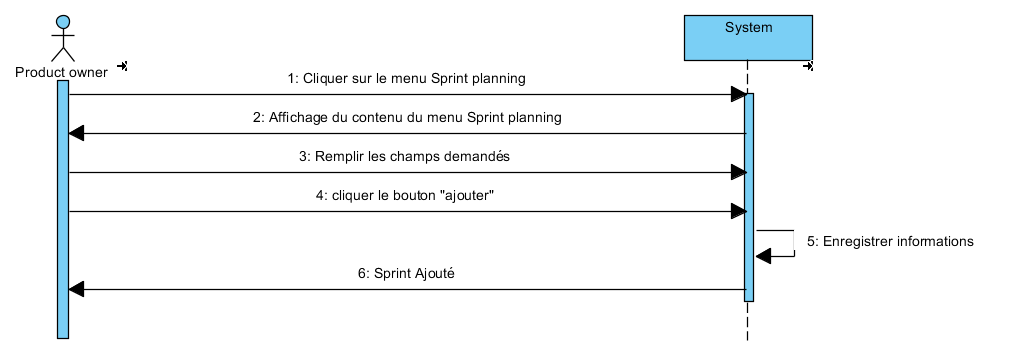 System
Product owner
1: Cliquer sur le menu Sprint planning
2: Affichage du contenu du menu Sprint planning
3: Remplir les champs demandés
4: cliquer le bouton "ajouter"
5: Enregistrer informations
6: Sprint Ajouté